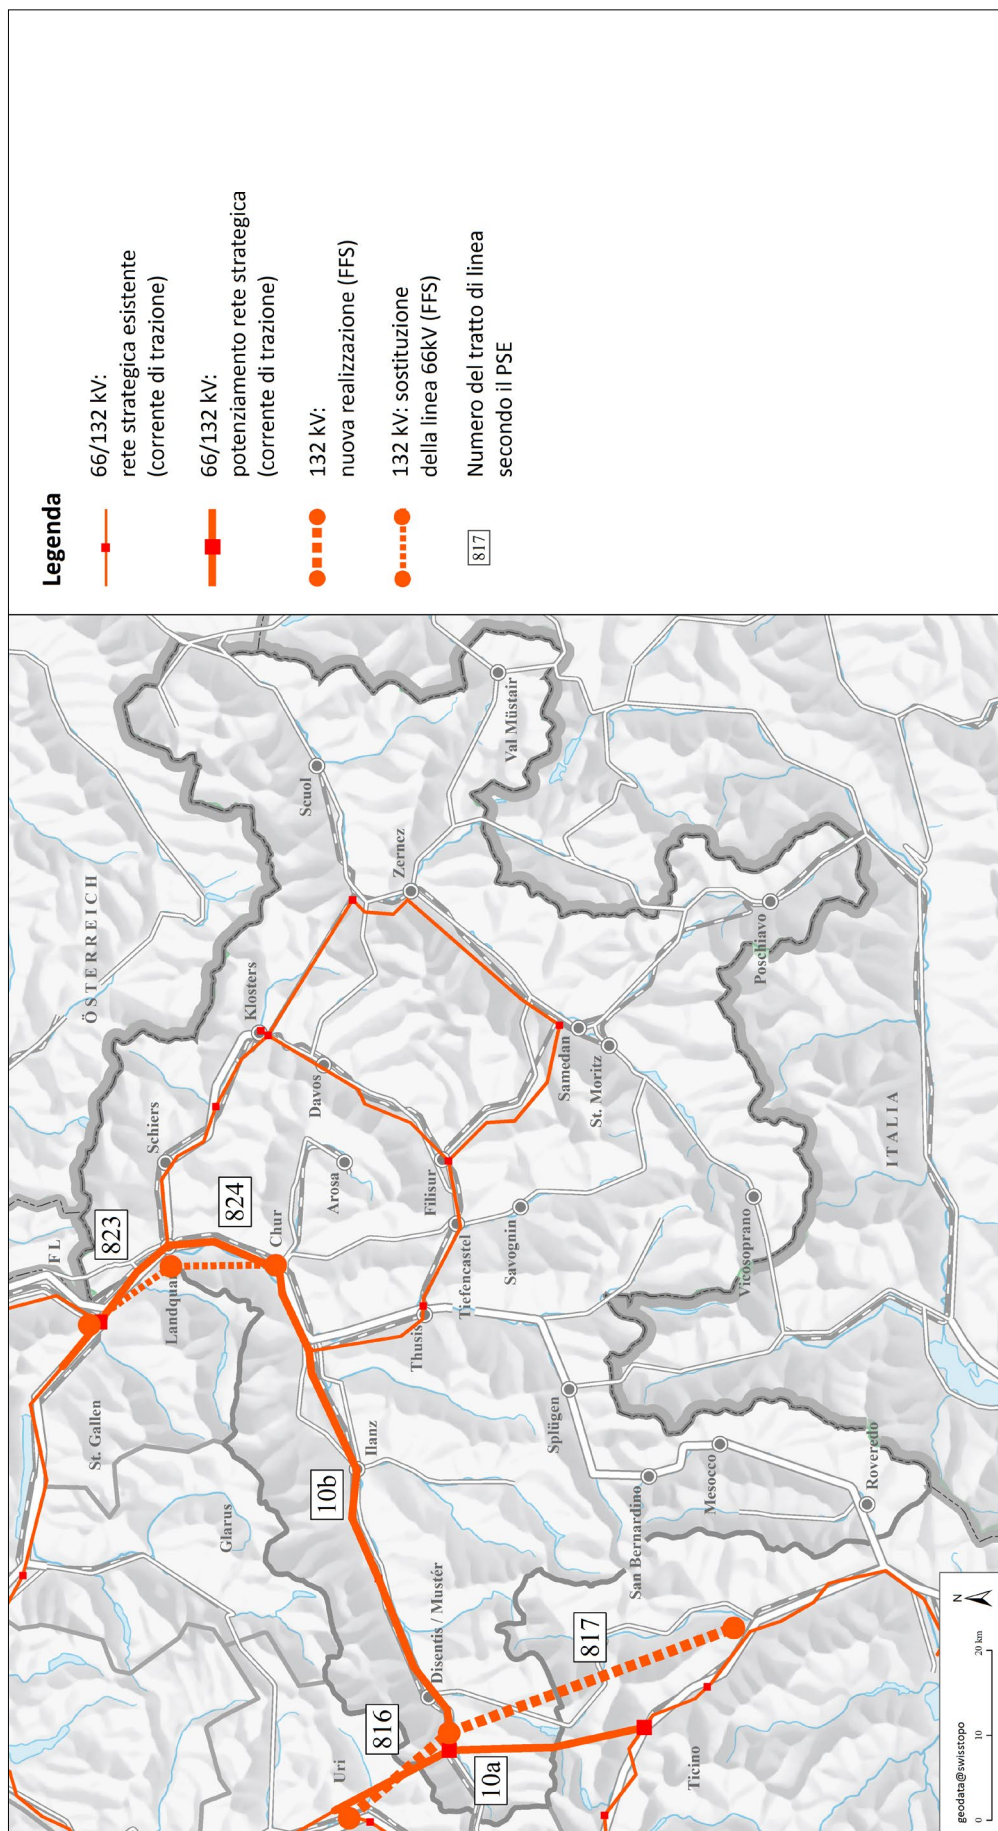 Legenda
66/132 kV:
rete strategica esistente
(corrente di trazione)
66/132 kV:
potenziamento rete strategica
(corrente di trazione)
132 kV:
nuova realizzazione (FFS)
132 kV: sostituzione
della linea 66kV (FFS)
817
Numero del tratto di linea
secondo il PSE
FL
ÖSTERREICH
823
Schiers
Klosters
St. Gallen
Landquart
824
Scuol
Glarus
Chur
Davos
Arosa
Zernez
10b
Ilanz
Thusis
Filisur
Tiefencastel
Val Müstair
Uri
816
Disentis / Mustér
Savognin
Samedan
St. Moritz
10a
817
Splügen
San Bernardino
Mesocco
Vicosoprano
Poschiavo
Ticino
Roveredo
ITALIA
geodata@swisstopo
N
0 10 20 km